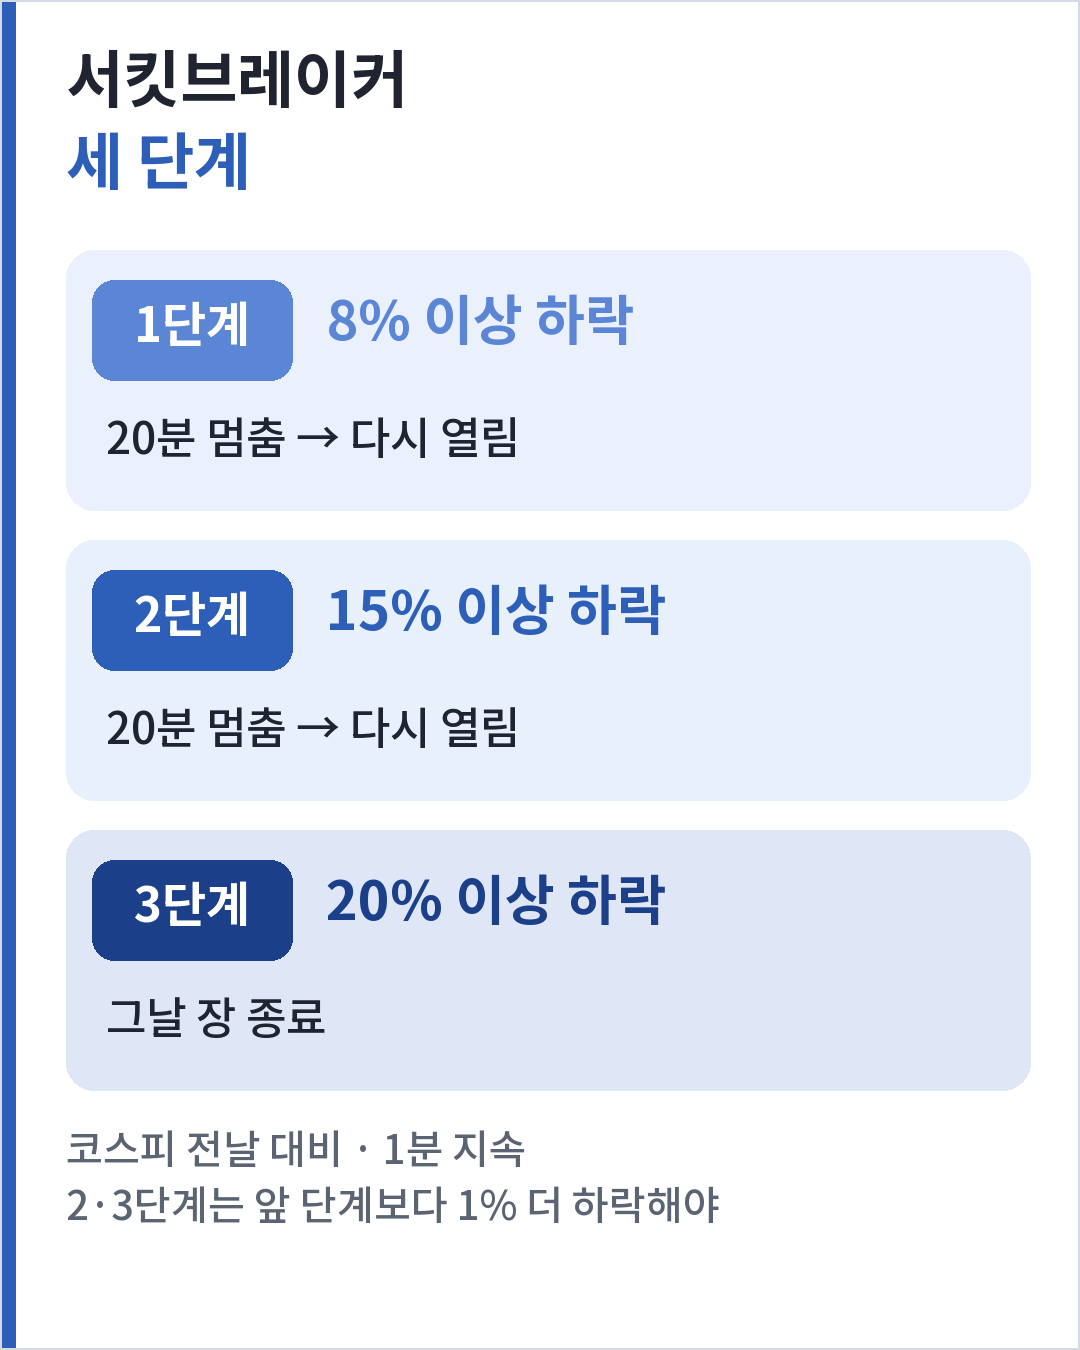 서킷브레이커
세 단계
1단계 8% 이상 하락
20분 멈춤 → 다시 열림
2단계 15% 이상 하락
20분 멈춤 → 다시 열림
3단계 20% 이상 하락
그날 장 종료
코스피 전날 대비 · 1분 지속
2·3단계는 앞 단계보다 1% 더 하락해야